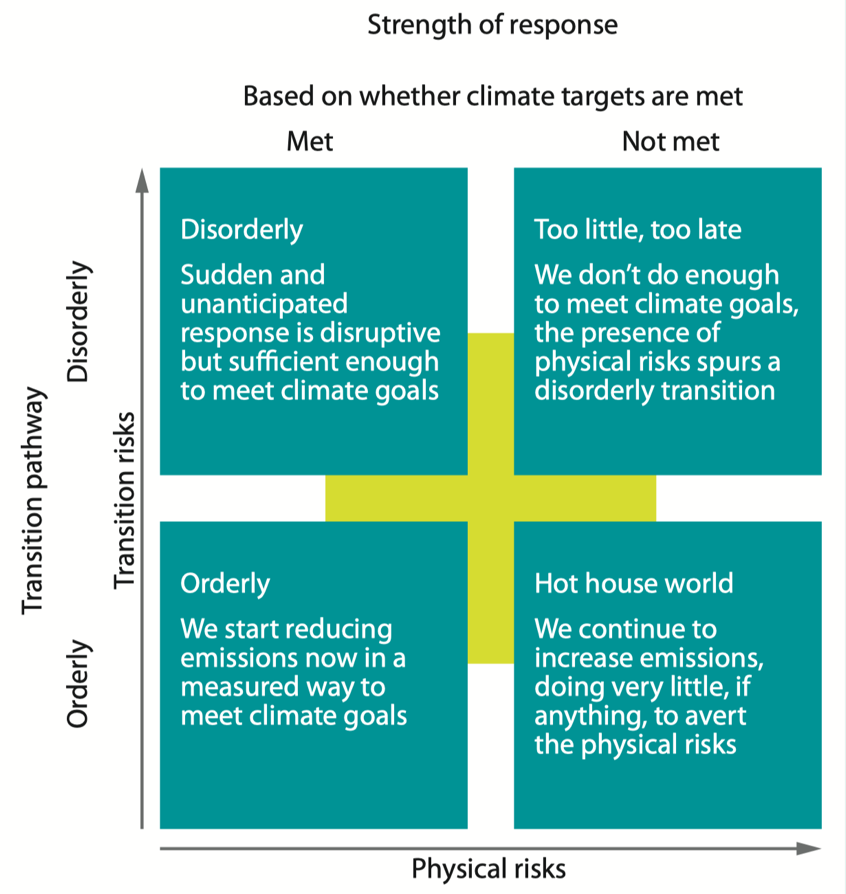 Strength of response
Based on whether climate targets are met
Met
Not met
Transition pathway
Disorderly
Orderly
Transition risks
Disorderly
Sudden and
unanticipated
response is disruptive
but sufficient enough
to meet climate goals
Too little, too late
We don’t do enough
to meet climate goals,
the presence of
physical risks spurs a
disorderly transition
Orderly
We start reducing
emissions now in a
measured way to
meet climate goals
Hot house world
We continue to
increase emissions,
doing very little, if
anything, to avert
the physical risks
Physical risks